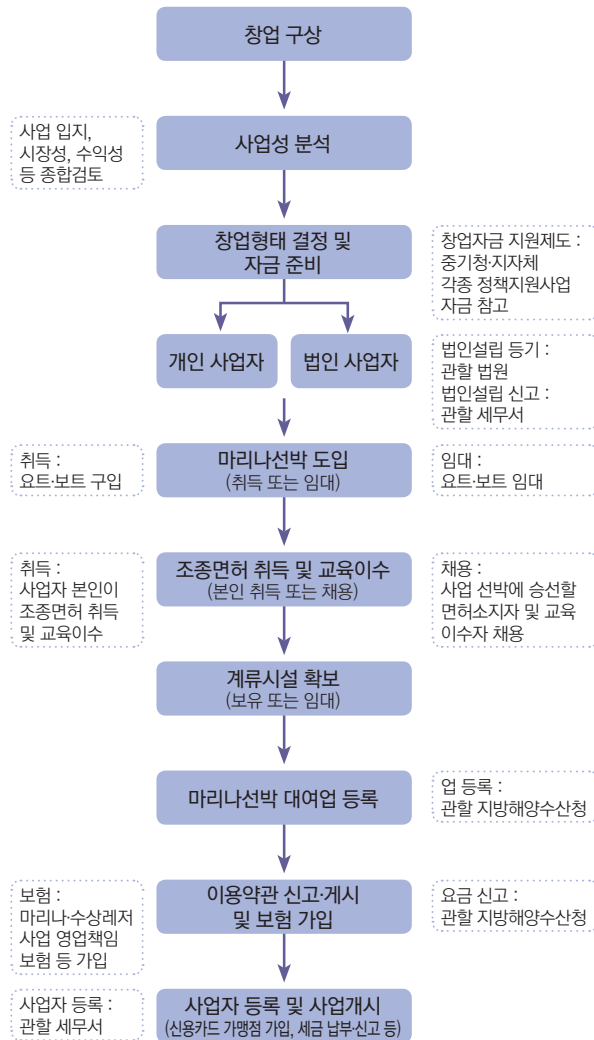 창업 구상
사업 입지,
시장성, 수익성
등 종합검토
사업성 분석
창업형태 결정 및
자금 준비
창업자금 지원제도 :
중기청·지자체
각종 정책지원사업
자금 참고
개인 사업자
법인 사업자
법인설립 등기 :
관할 법원
법인설립 신고 :
관할 세무서
취득 :
요트·보트 구입
마리나선박 도입
(취득 또는 임대)
임대 :
요트·보트 임대
취득 :
사업자 본인이
조종면허 취득
및 교육이수
조종면허 취득 및 교육이수
(본인 취득 또는 채용)
채용 :
사업 선박에 승선할
면허소지자 및 교육
이수자 채용
계류시설 확보
(보유 또는 임대)
마리나선박 대여업 등록
업 등록 :
관할 지방해양수산청
보험 :
마리나·수상레저
사업 영업책임
보험 등 가입
이용약관 신고·게시
및 보험 가입
요금 신고 :
관할 지방해양수산청
사업자 등록 :
관할 세무서
사업자 등록 및 사업개시
(신용카드 가맹점 가입, 세금 납부·신고 등)